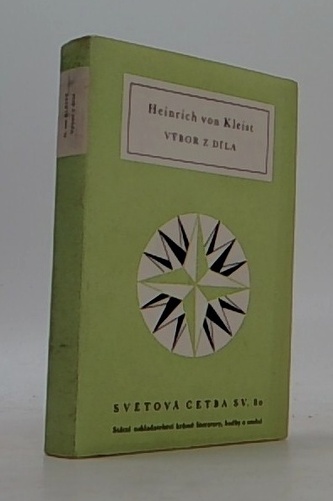 Heinrich von Kleist
VÝBOR Z DÍLA
SVĚTOVÁ ČETBA SV. 80
Státní nakladatelství krásné literatury, hudby a umění